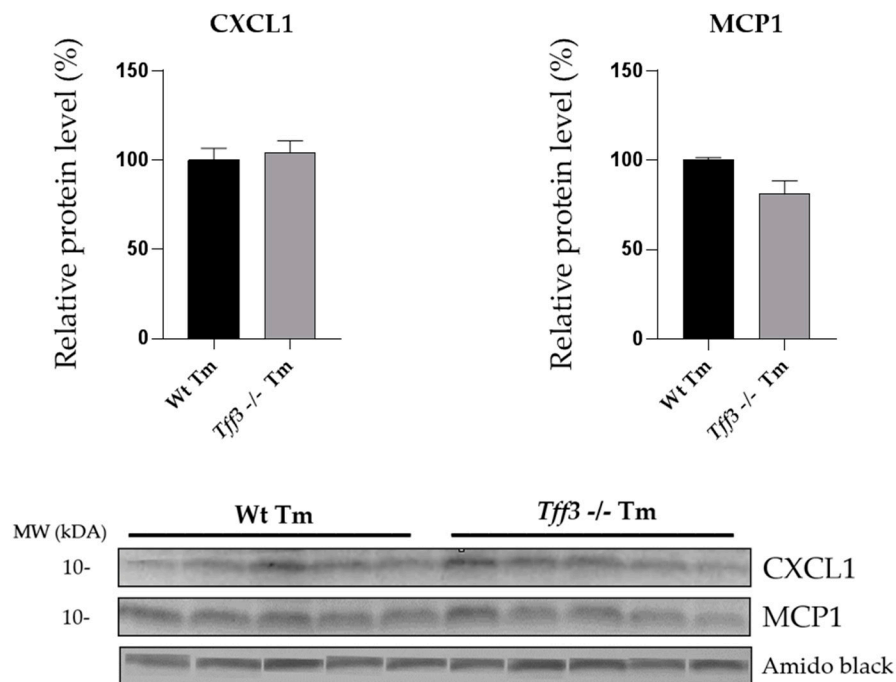 CXCL1
Relative protein level (%)
150
100
50
0
Wt Tm
Tff3 -/- Tm
MCP1
Relative protein level (%)
150
100
50
0
Wt Tm
Tff3 -/- Tm
Wt Tm
Tff3 -/- Tm
MW (kDA)
10-
CXCL1
10-
MCP1
Amido black